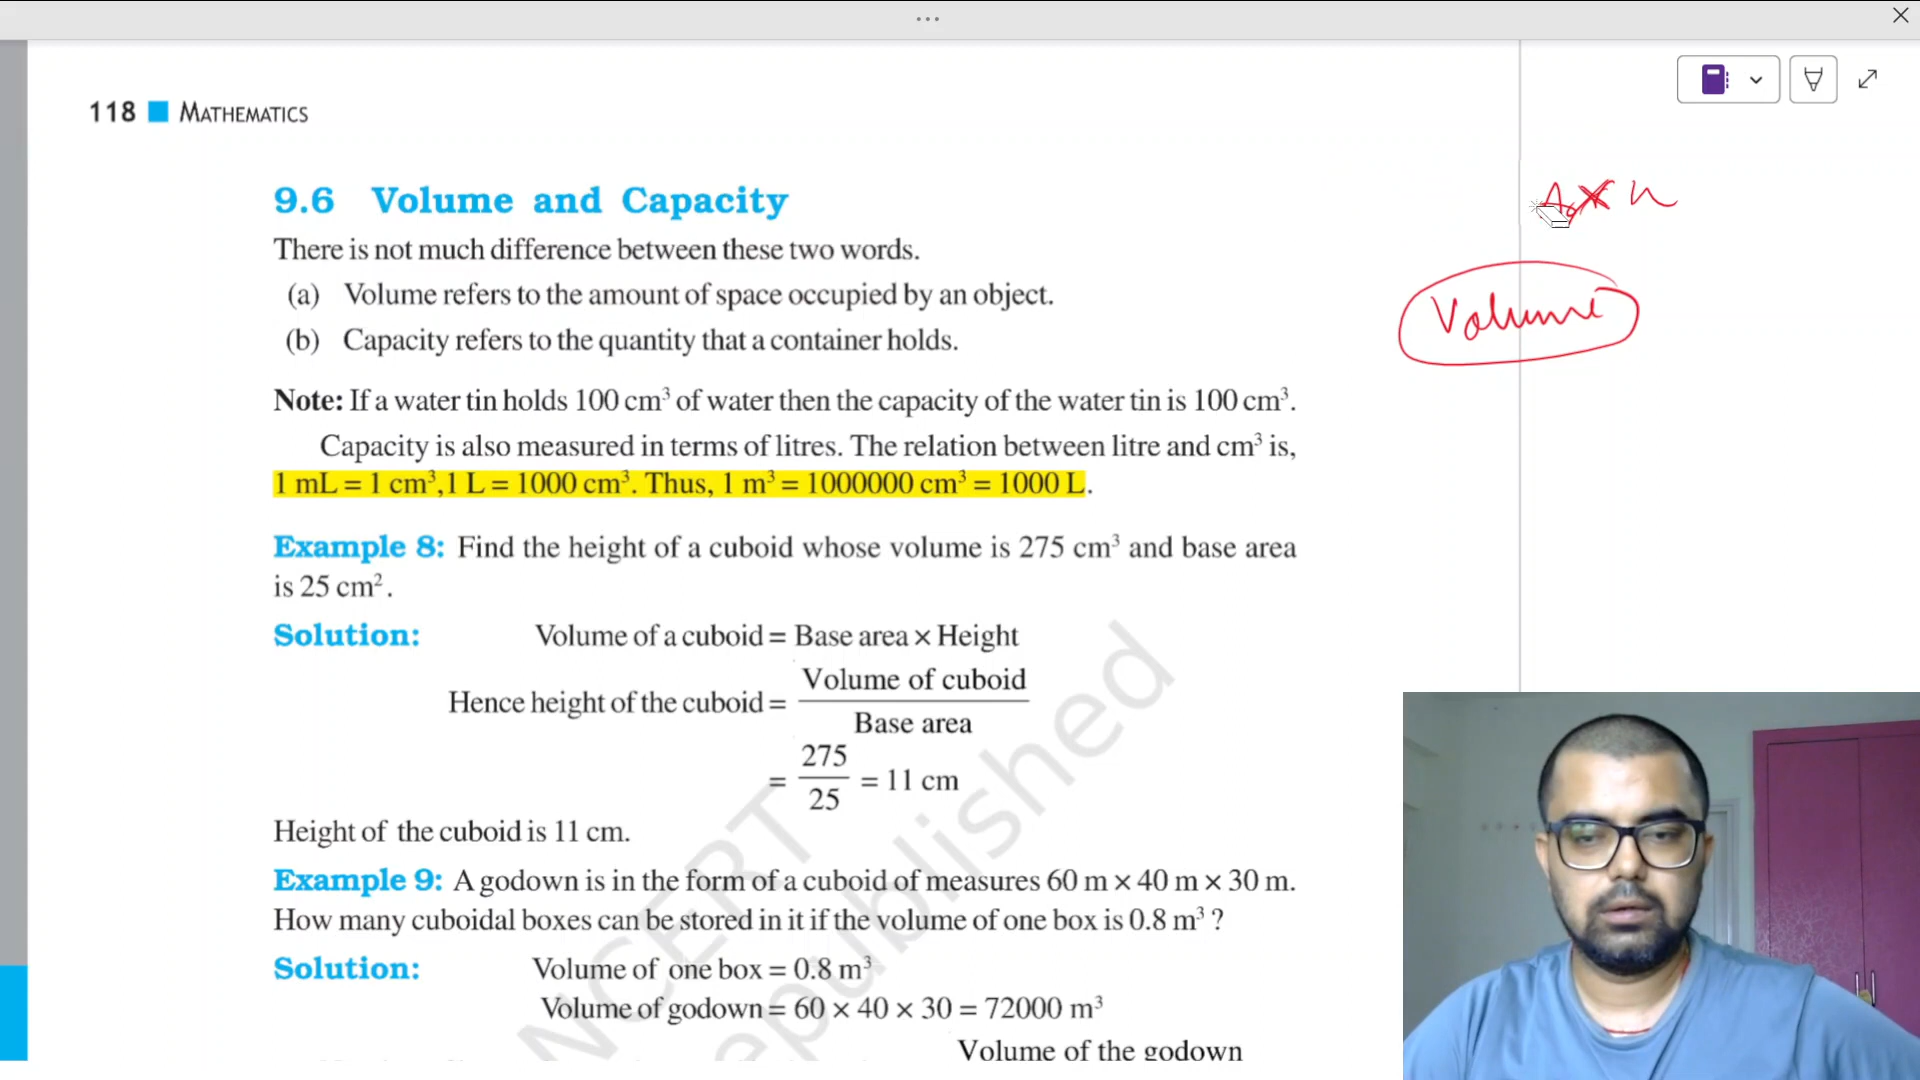 118 MATHEMATICS
9.6 Volume and Capacity
There is not much difference between these two words.
(a) Volume refers to the amount of space occupied by an object.
(b) Capacity refers to the quantity that a container holds.
Note: If a water tin holds 100 cm³ of water then the capacity of the water tin is 100 cm³.
Capacity is also measured in terms of litres. The relation between litre and cm³ is,
1 mL = 1 cm³,1 L = 1000 cm³. Thus, 1 m³ = 1000000 cm³ = 1000 L.
Example 8: Find the height of a cuboid whose volume is 275 cm³ and base area
is 25 cm².
Solution: Volume of a cuboid = Base area × Height
Hence height of the cuboid = Volume of cuboid
Base area
= 275
25 = 11 cm
Height of the cuboid is 11 cm.
Example 9: A godown is in the form of a cuboid of measures 60 m × 40 m × 30 m.
How many cuboidal boxes can be stored in it if the volume of one box is 0.8 m³ ?
Solution: Volume of one box = 0.8 m³
Volume of godown = 60 × 40 × 30 = 72000 m³
Volume of the godown
Volume
NCERT
republished